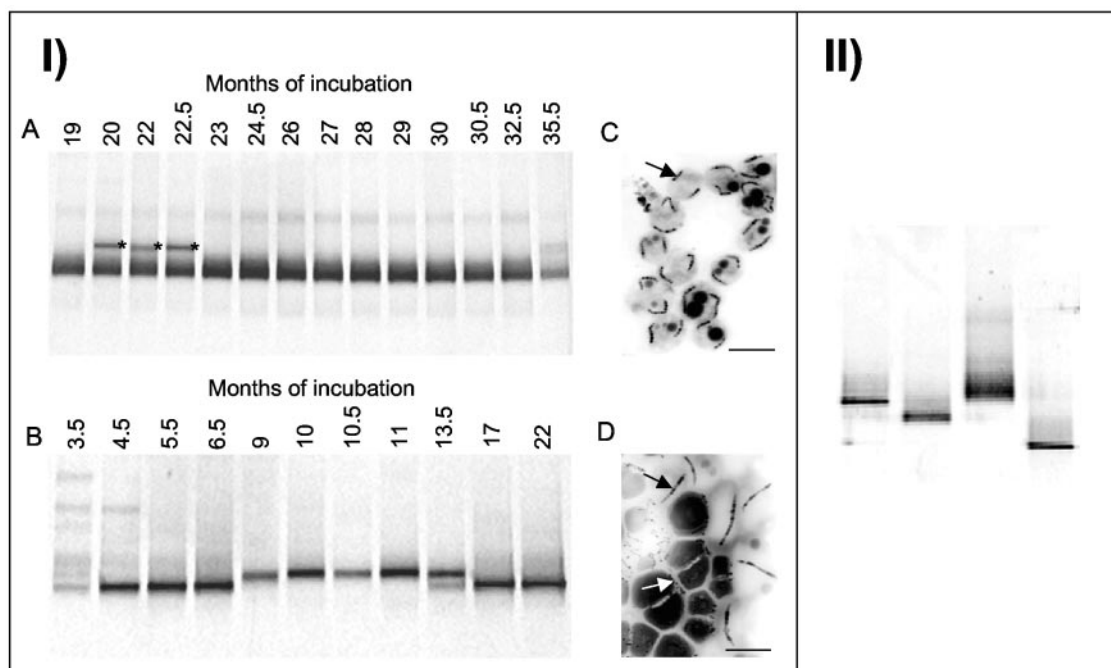 I)
II)
Months of incubation
A
19 20 22 22.5 23 24.5 26 27 28 29 30 30.5 32.5 35.5
C
* * *
Months of incubation
B
3.5 4.5 5.5 6.5 9 10 10.5 11 13.5 17 22
D